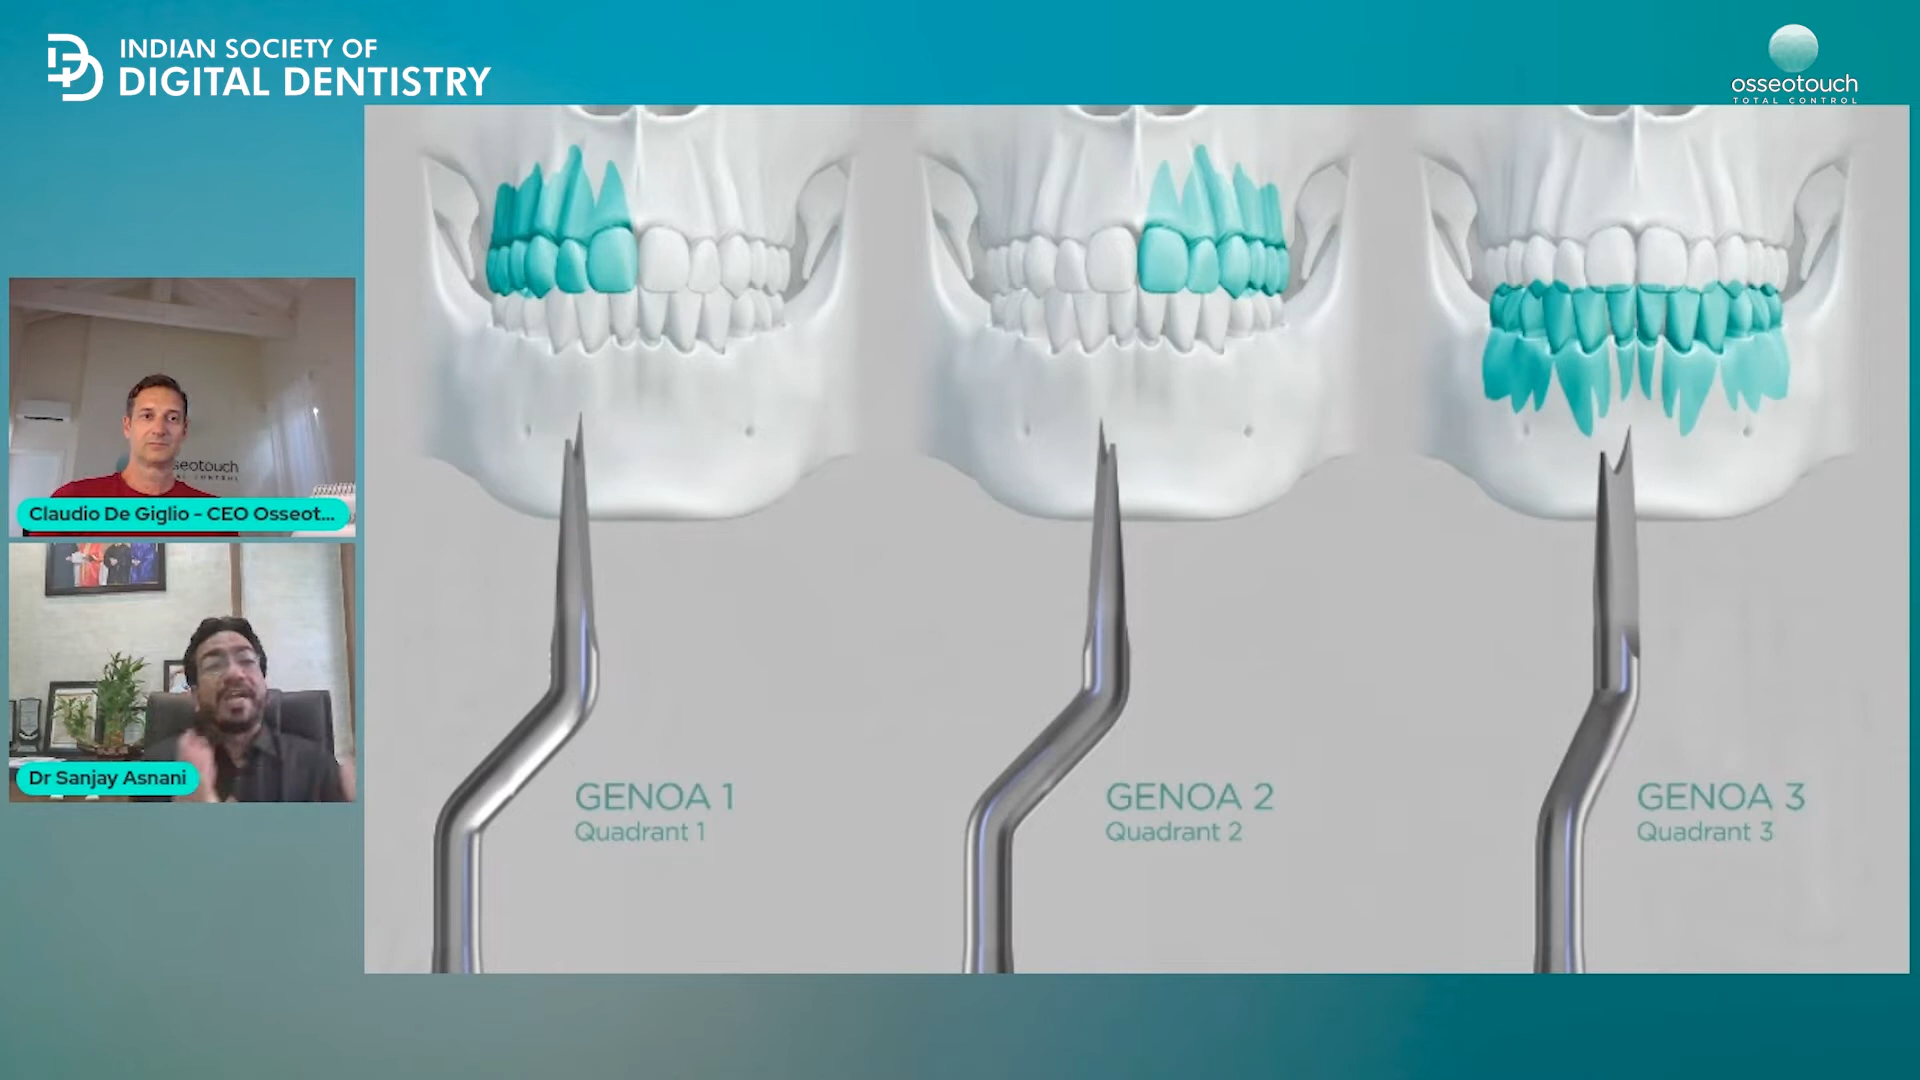 INDIAN SOCIETY OF
DIGITAL DENTISTRY
osseotouch
TOTAL CONTROL
seotouch
Claudio De Giglio - CEO Osseot...
Dr Sanjay Asnani
GENOA 1
Quadrant 1
GENOA 2
Quadrant 2
GENOA 3
Quadrant 3